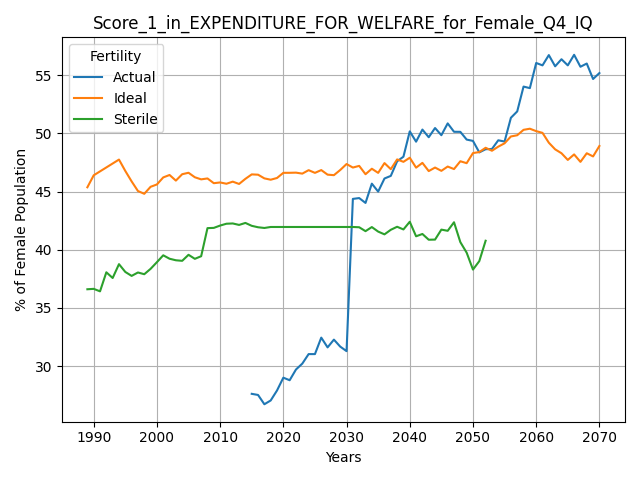 Score_1_in_EXPENDITURE_FOR_WELFARE_for_Female_Q4_IQ
Fertility
Actual
Ideal
Sterile
% of Female Population
55
50
45
40
35
30
1990 2000 2010 2020 2030 2040 2050 2060 2070
Years